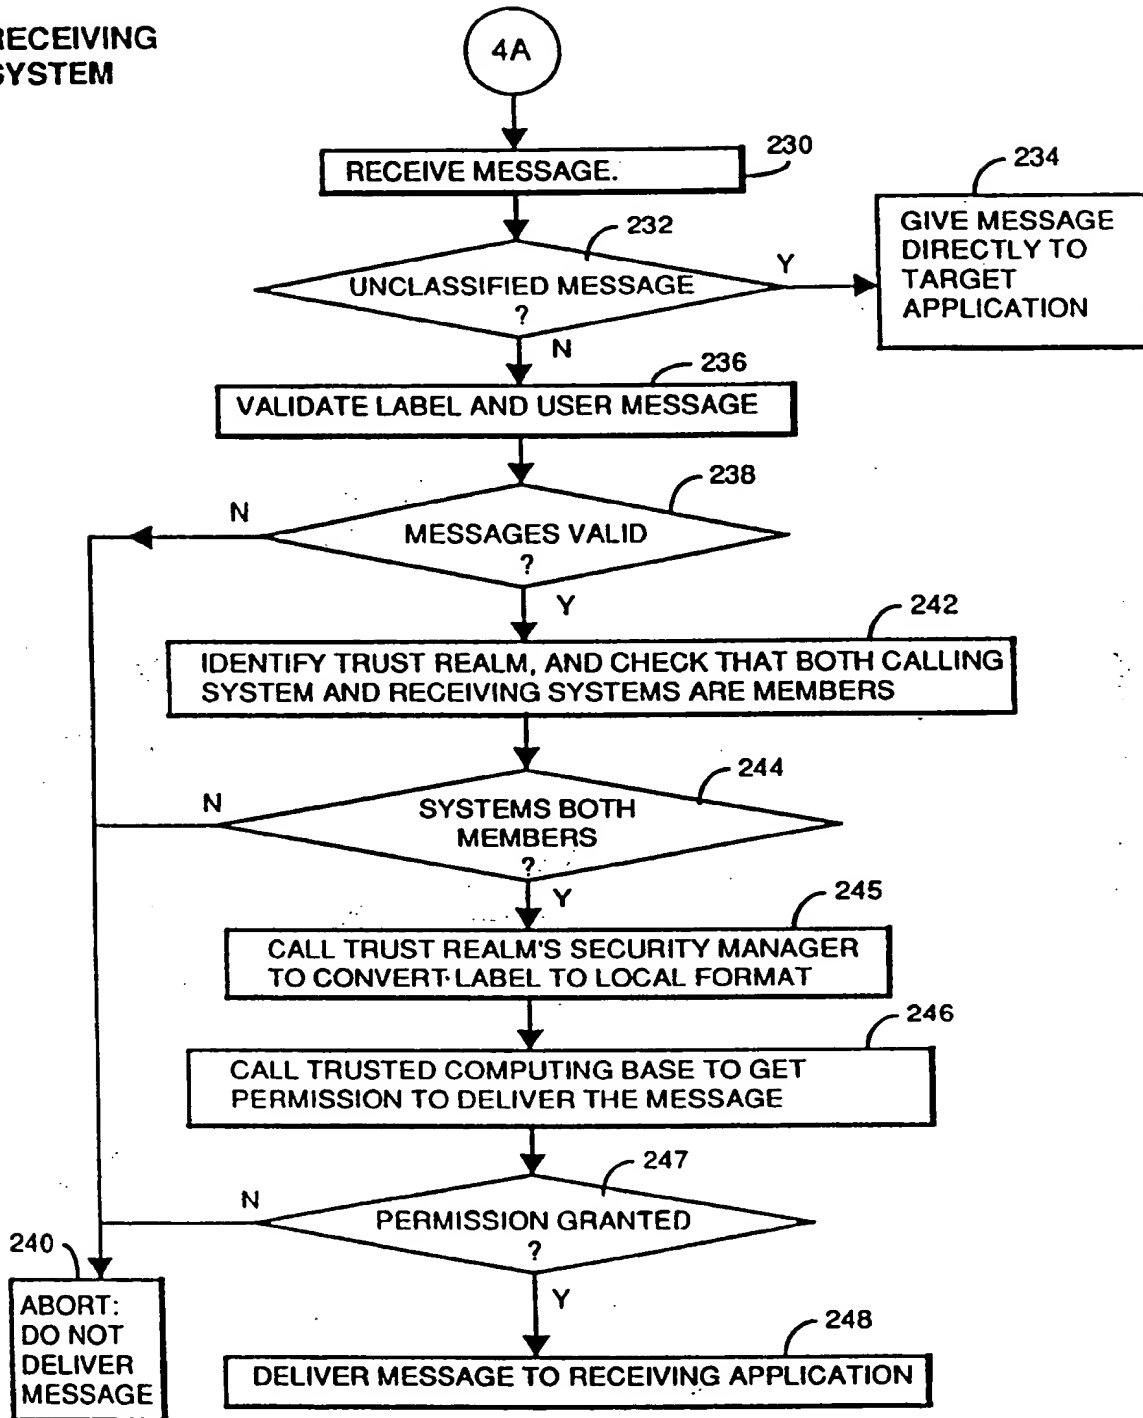 RECEIVING
SYSTEM
4A
230
RECEIVE MESSAGE.
234
GIVE MESSAGE
DIRECTLY TO
TARGET
APPLICATION
232
UNCLASSIFIED MESSAGE
?
Y
N
236
VALIDATE LABEL AND USER MESSAGE
238
MESSAGES VALID
?
N
Y
242
IDENTIFY TRUST REALM, AND CHECK THAT BOTH CALLING
SYSTEM AND RECEIVING SYSTEMS ARE MEMBERS
244
SYSTEMS BOTH
MEMBERS
?
N
Y
245
CALL TRUST REALM'S SECURITY MANAGER
TO CONVERT LABEL TO LOCAL FORMAT
246
CALL TRUSTED COMPUTING BASE TO GET
PERMISSION TO DELIVER THE MESSAGE
247
PERMISSION GRANTED
?
N
Y
240
ABORT:
DO NOT
DELIVER
MESSAGE
248
DELIVER MESSAGE TO RECEIVING APPLICATION